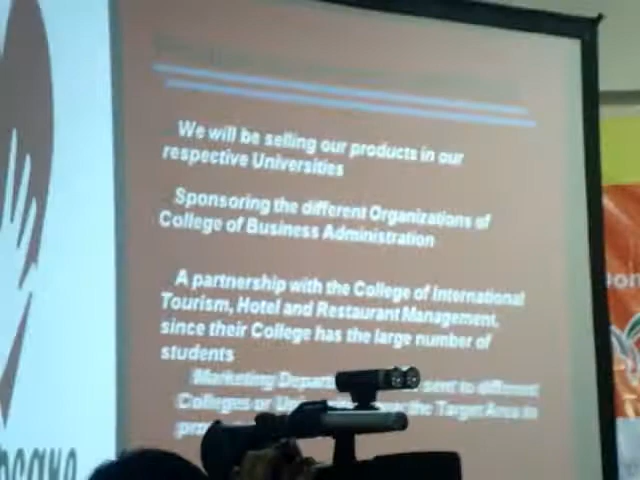 We will be selling our products in our
respective Universities
Sponsoring the different Organizations of
College of Business Administration
A partnership with the College of International
Tourism, Hotel and Restaurant Management,
since their College has the large number of
students
Marketing sent to different
Colleges or the Target Area to